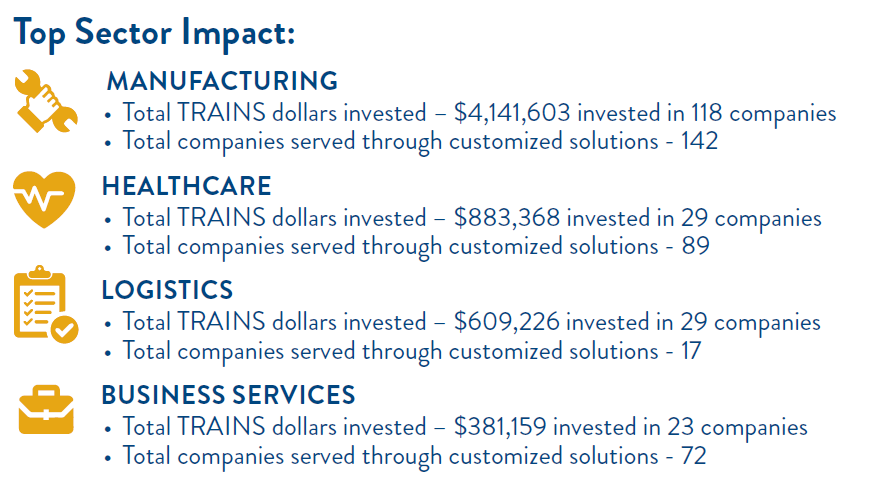 Top Sector Impact:
MANUFACTURING
• Total TRAINS dollars invested – $4,141,603 invested in 118 companies
• Total companies served through customized solutions - 142
HEALTHCARE
• Total TRAINS dollars invested – $883,368 invested in 29 companies
• Total companies served through customized solutions - 89
LOGISTICS
• Total TRAINS dollars invested – $609,226 invested in 29 companies
• Total companies served through customized solutions - 17
BUSINESS SERVICES
• Total TRAINS dollars invested – $381,159 invested in 23 companies
• Total companies served through customized solutions - 72